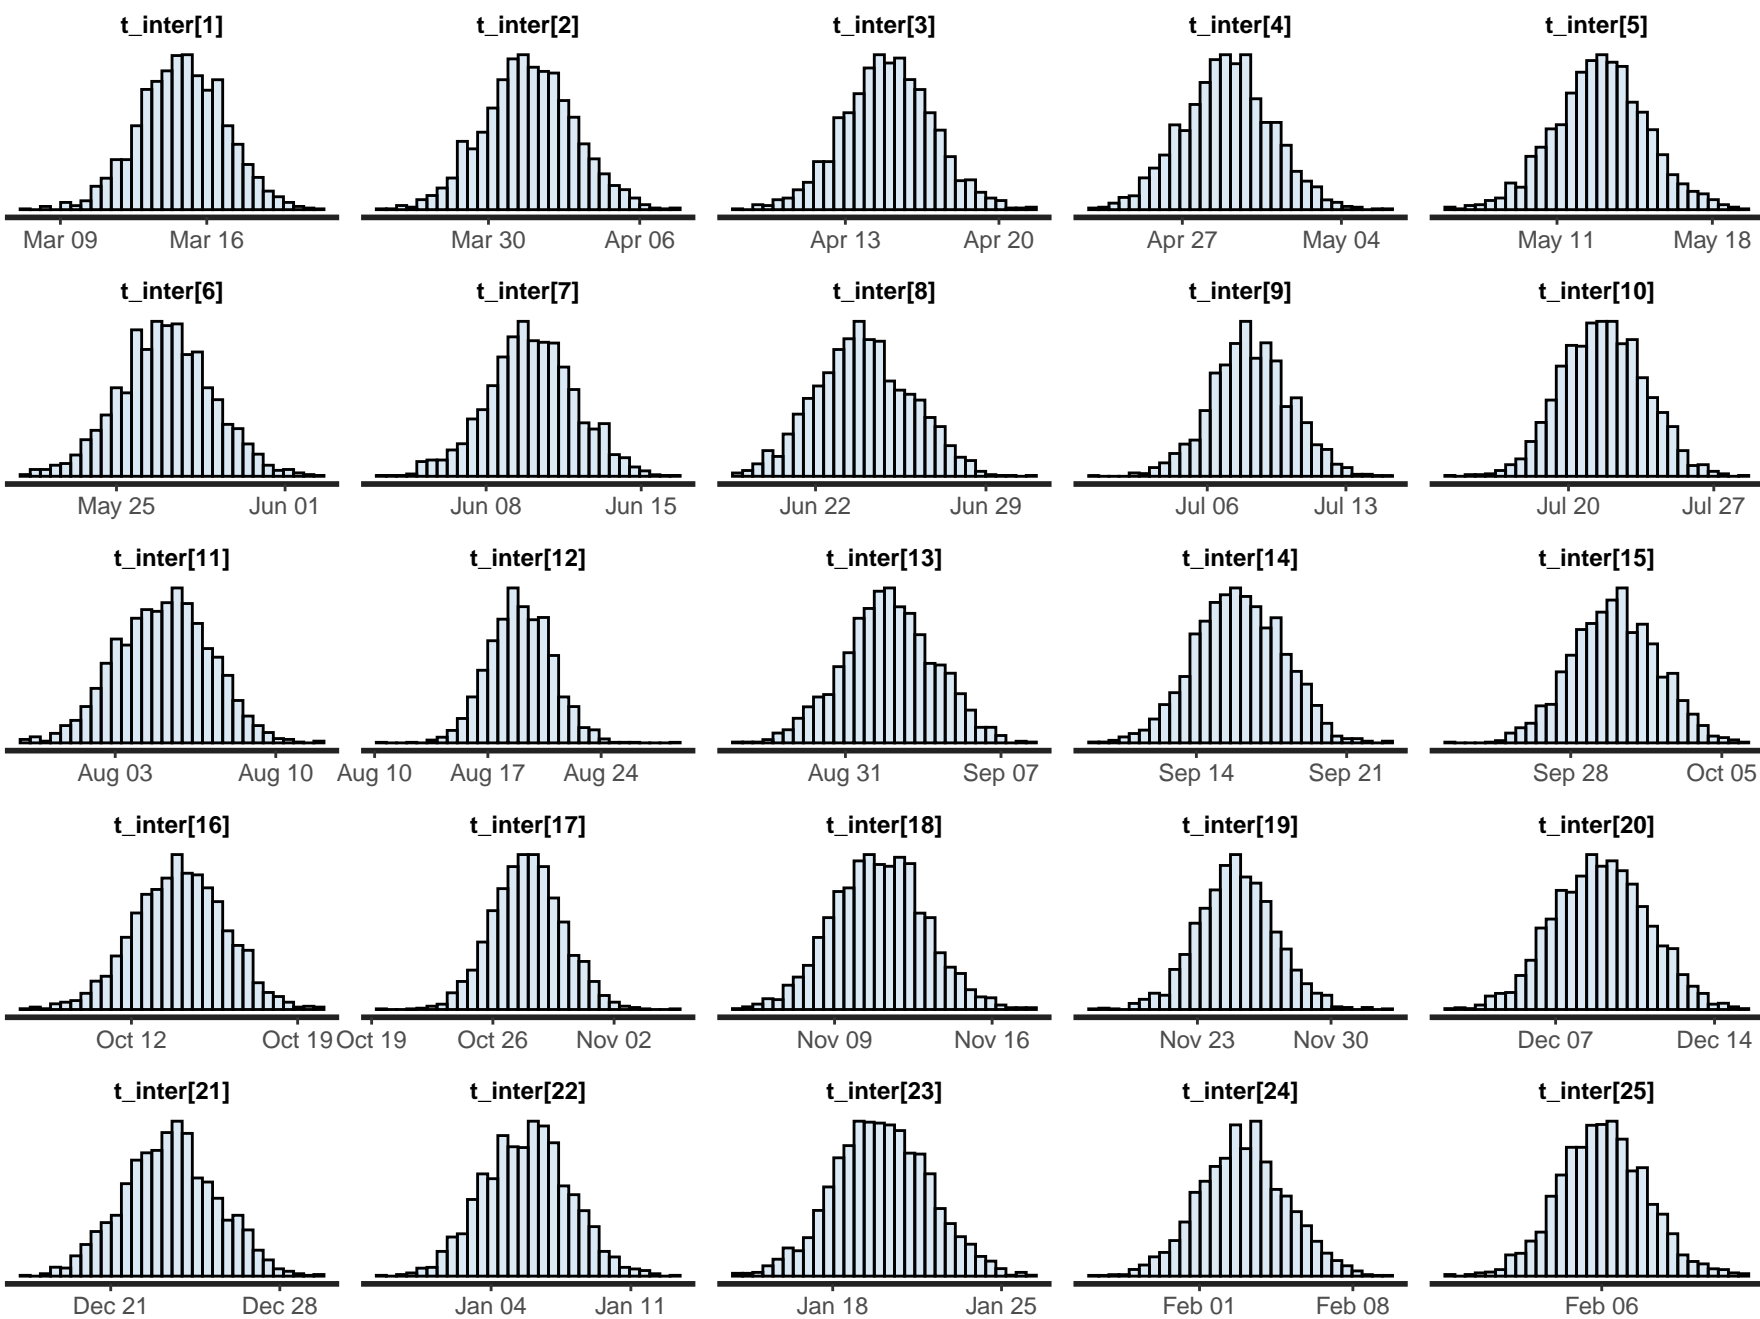 t_inter[1] t_inter[2] t_inter[3] t_inter[4] t_inter[5]
Mar 09 Mar 16 Mar 30 Apr 06 Apr 13 Apr 20 Apr 27 May 04 May 11 May 18
t_inter[6] t_inter[7] t_inter[8] t_inter[9] t_inter[10]
May 25 Jun 01 Jun 08 Jun 15 Jun 22 Jun 29 Jul 06 Jul 13 Jul 20 Jul 27
t_inter[11] t_inter[12] t_inter[13] t_inter[14] t_inter[15]
Aug 03 Aug 10 Aug 10 Aug 17 Aug 24 Aug 31 Sep 07 Sep 14 Sep 21 Sep 28 Oct 05
t_inter[16] t_inter[17] t_inter[18] t_inter[19] t_inter[20]
Oct 12 Oct 19 Oct 19 Oct 26 Nov 02 Nov 09 Nov 16 Nov 23 Nov 30 Dec 07 Dec 14
t_inter[21] t_inter[22] t_inter[23] t_inter[24] t_inter[25]
Dec 21 Dec 28 Jan 04 Jan 11 Jan 18 Jan 25 Feb 01 Feb 08 Feb 06